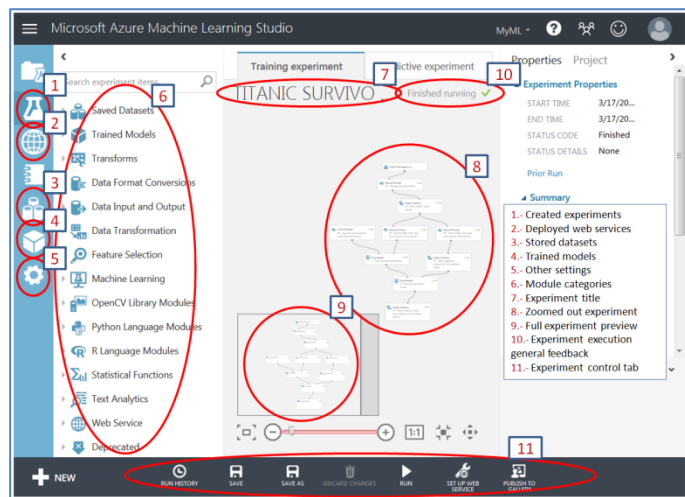 Microsoft Azure Machine Learning Studio
MyML
?
Training experiment
dictive experiment
Properties Project
1
2
3
4
5
6
7
8
9
10
11
search experiment items
TITANIC SURVIVO
Finished running
Saved Datasets
Trained Models
Transforms
Data Format Conversions
Data Input and Output
Data Transformation
Feature Selection
Machine Learning
OpenCV Library Modules
Python Language Modules
R Language Modules
Statistical Functions
Text Analytics
Web Service
Deprecated
Experiment Properties
START TIME 3/17/20...
END TIME 3/17/20...
STATUS CODE Finished
STATUS DETAILS None
Prior Run
Summary
1.- Created experiments
2.- Deployed web services
3.- Stored datasets
4.- Trained models
5.- Other settings
6.- Module categories
7.- Experiment title
8.- Zoomed out experiment
9.- Full experiment preview
10.- Experiment execution
general feedback
11.- Experiment control tab
1:1
NEW
RUN HISTORY
SAVE
SAVE AS
DISCARD CHANGES
RUN
SET UP WEB
SERVICE
PUBLISH TO
GALLERY